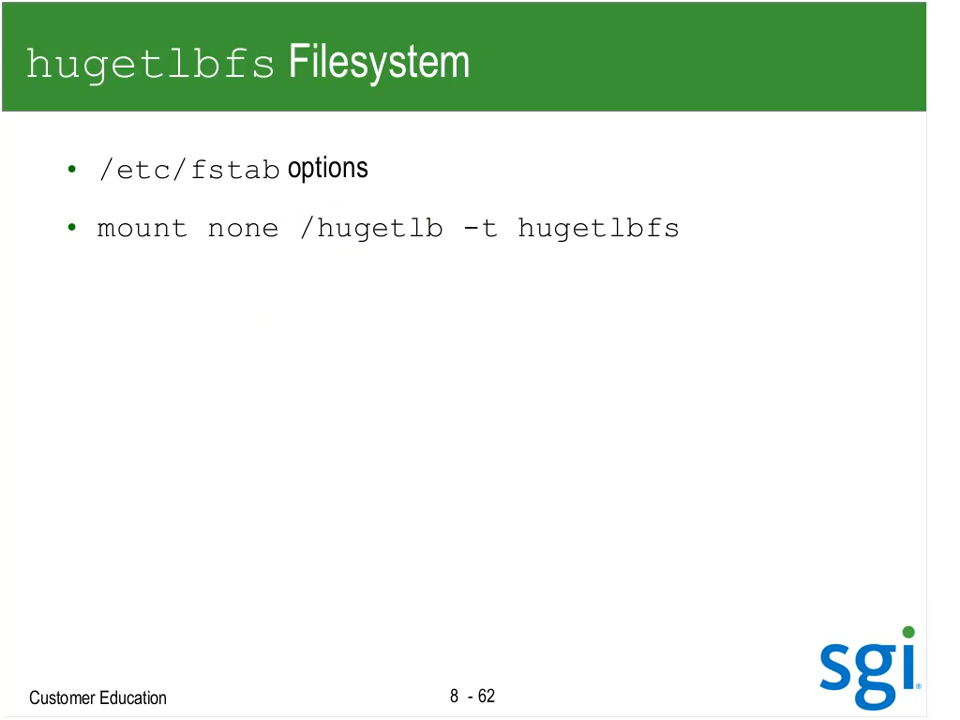 hugetlbfs Filesystem
• /etc/fstab options
• mount none /hugetlb -t hugetlbfs
sgi®
Customer Education
8 - 62